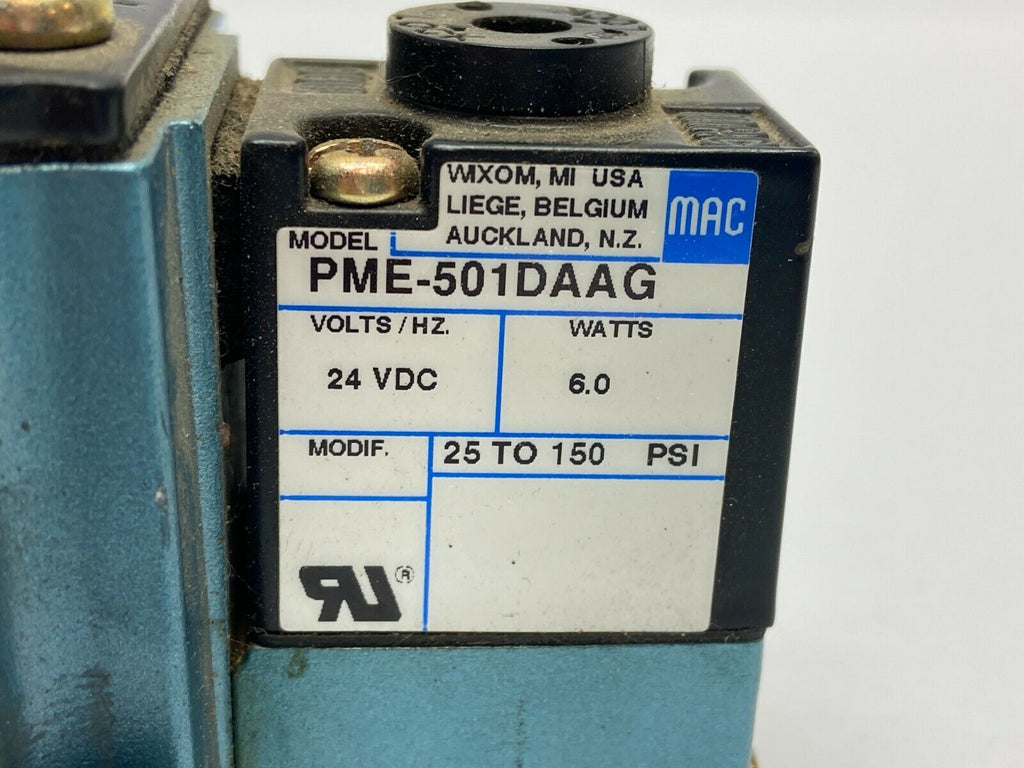 WIXOM, MI USA
LIEGE, BELGIUM
AUCKLAND, N.Z.
MAC
MODEL
PME-501DAAG
VOLTS/HZ.
WATTS
24 VDC
6.0
MODIF.
25 TO 150 PSI
RU®